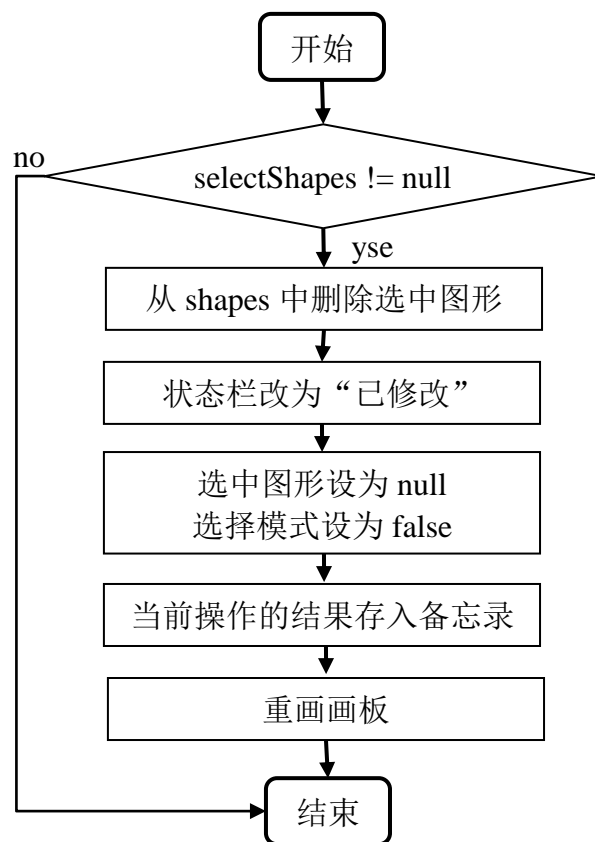 开始
no
selectShapes != null
yse
从 shapes 中删除选中图形
状态栏改为“已修改”
选中图形设为 null
选择模式设为 false
当前操作的结果存入备忘录
重画画板
结束